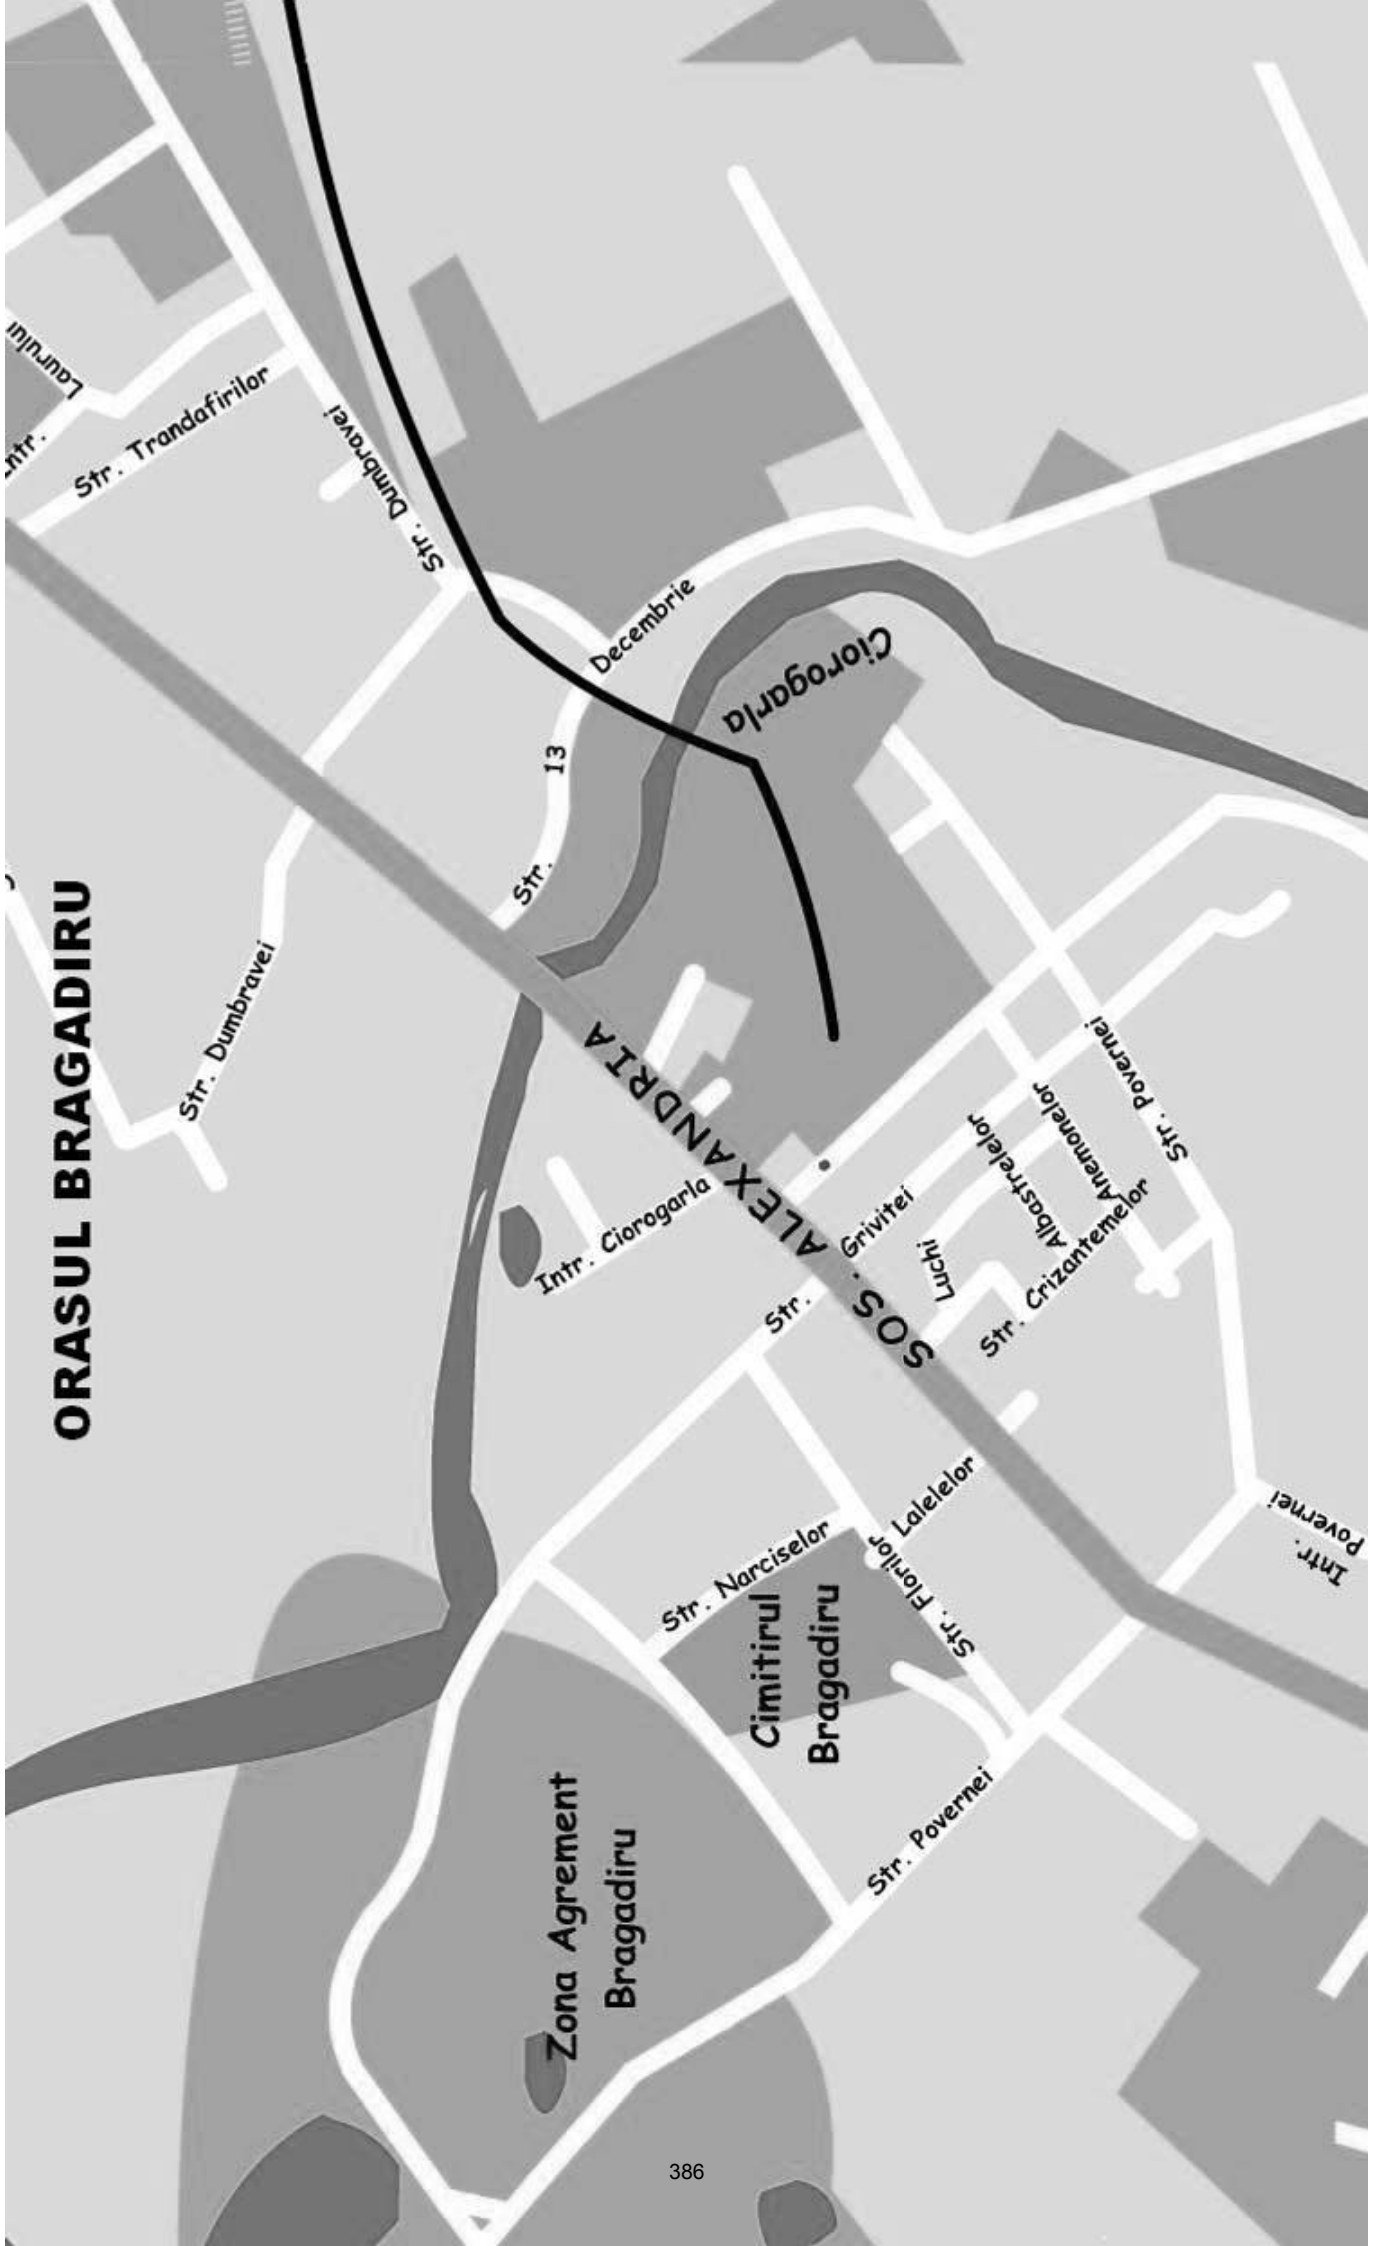 ORASUL BRAGADIRU
Laurului
Str. Trandafirilor
Str. Dumbravei
Str. 13 Decembrie
Ciorogarla
Str. Dumbravei
SOS. ALEXANDRIA
Intr. Ciorogarla
Str. Grivitei
Luchi
Albastrelelor
Anemonelor
Str. Crizantemelor
Str. Povernei
Lalelelor
Str. Narciselor
Str. Florilor
Cimitirul
Bragadiru
Intr.
Povernei
Str. Povernei
Zona Agrement
Bragadiru
386